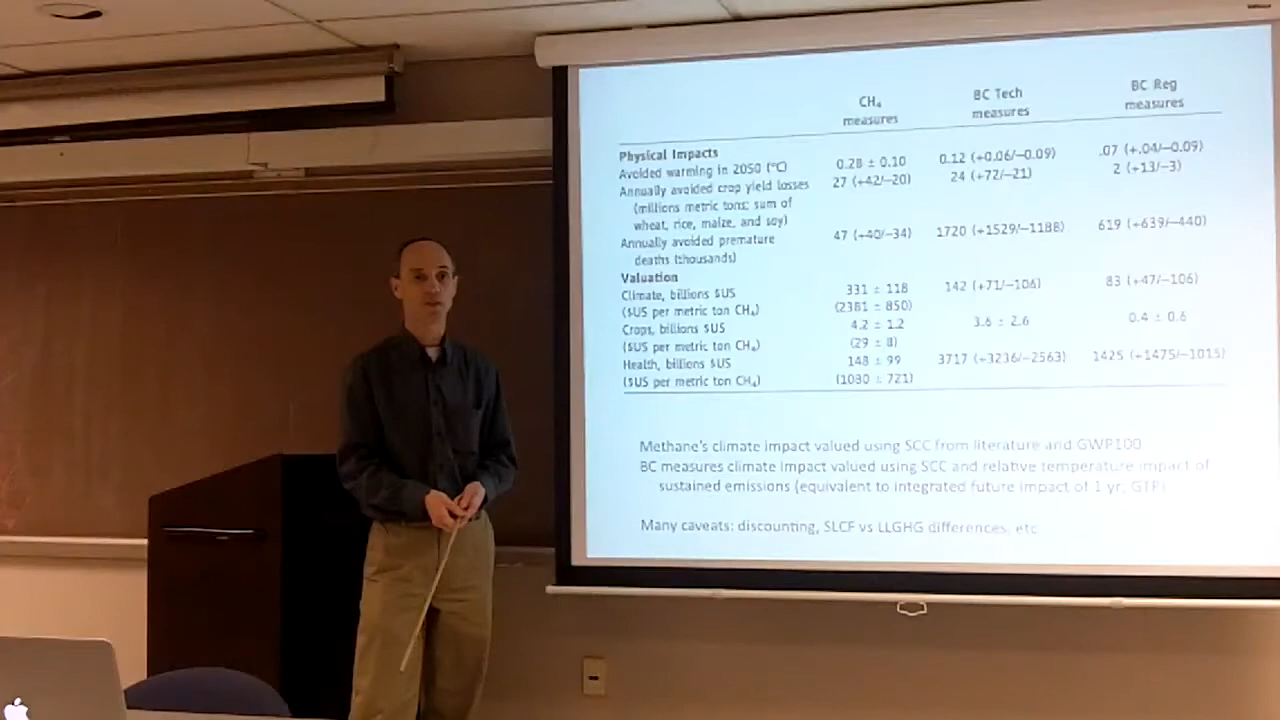 CH₄ measures BC Tech measures BC Reg measures
Physical Impacts
Avoided warming in 2050 (°C) 0.28 ± 0.10 0.12 (+0.06/−0.09) .07 (+.04/−0.09)
Annually avoided crop yield losses 27 (+42/−20) 24 (+72/−21) 2 (+13/−3)
(millions metric tons; sum of
wheat, rice, maize, and soy)
Annually avoided premature 47 (+40/−34) 1720 (+1529/−1188) 619 (+639/−440)
deaths (thousands)
Valuation
Climate, billions $US 331 ± 118 142 (+71/−106) 83 (+47/−106)
($US per metric ton CH₄) (2381 ± 850)
Crops, billions $US 4.2 ± 1.2 3.6 ± 2.6 0.4 ± 0.6
($US per metric ton CH₄) (29 ± 8)
Health, billions $US 148 ± 99 3717 (+3236/−2563) 1425 (+1475/−1015)
($US per metric ton CH₄) (1080 ± 721)
Methane's climate impact valued using SCC from literature and GWP100
BC measures climate impact valued using SCC and relative temperature impact of
sustained emissions (equivalent to integrated future impact of 1 yr, GTP)
Many caveats: discounting, SLCF vs LLGHG differences, etc